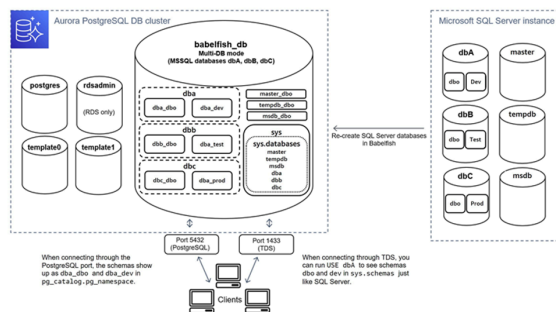 Aurora PostgreSQL DB cluster
babelfish_db
Multi-DB mode
(MSSQL databases dbA, dbB, dbC)
postgres
rdsadmin
(RDS only)
template0
template1
dba
dba_dbo
dba_dev
dbb
dbb_dbo
dba_test
dbc
dbc_dbo
dba_prod
master_dbo
tempdb_dbo
msdb_dbo
sys
sys.databases
master
tempdb
msdb
dba
dbb
dbc
Re-create SQL Server databases
in Babelfish
Microsoft SQL Server instance
dbA
dbo
Dev
master
dbB
dbo
Test
tempdb
dbC
dbo
Prod
msdb
Port 5432
(PostgreSQL)
Port 1433
(TDS)
When connecting through the
PostgreSQL port, the schemas show
up as dba_dbo and dba_dev in
pg_catalog.pg_namespace.
When connecting through TDS, you
can run USE dbA to see schemas
dbo and dev in sys.schemas just
like SQL Server.
Clients